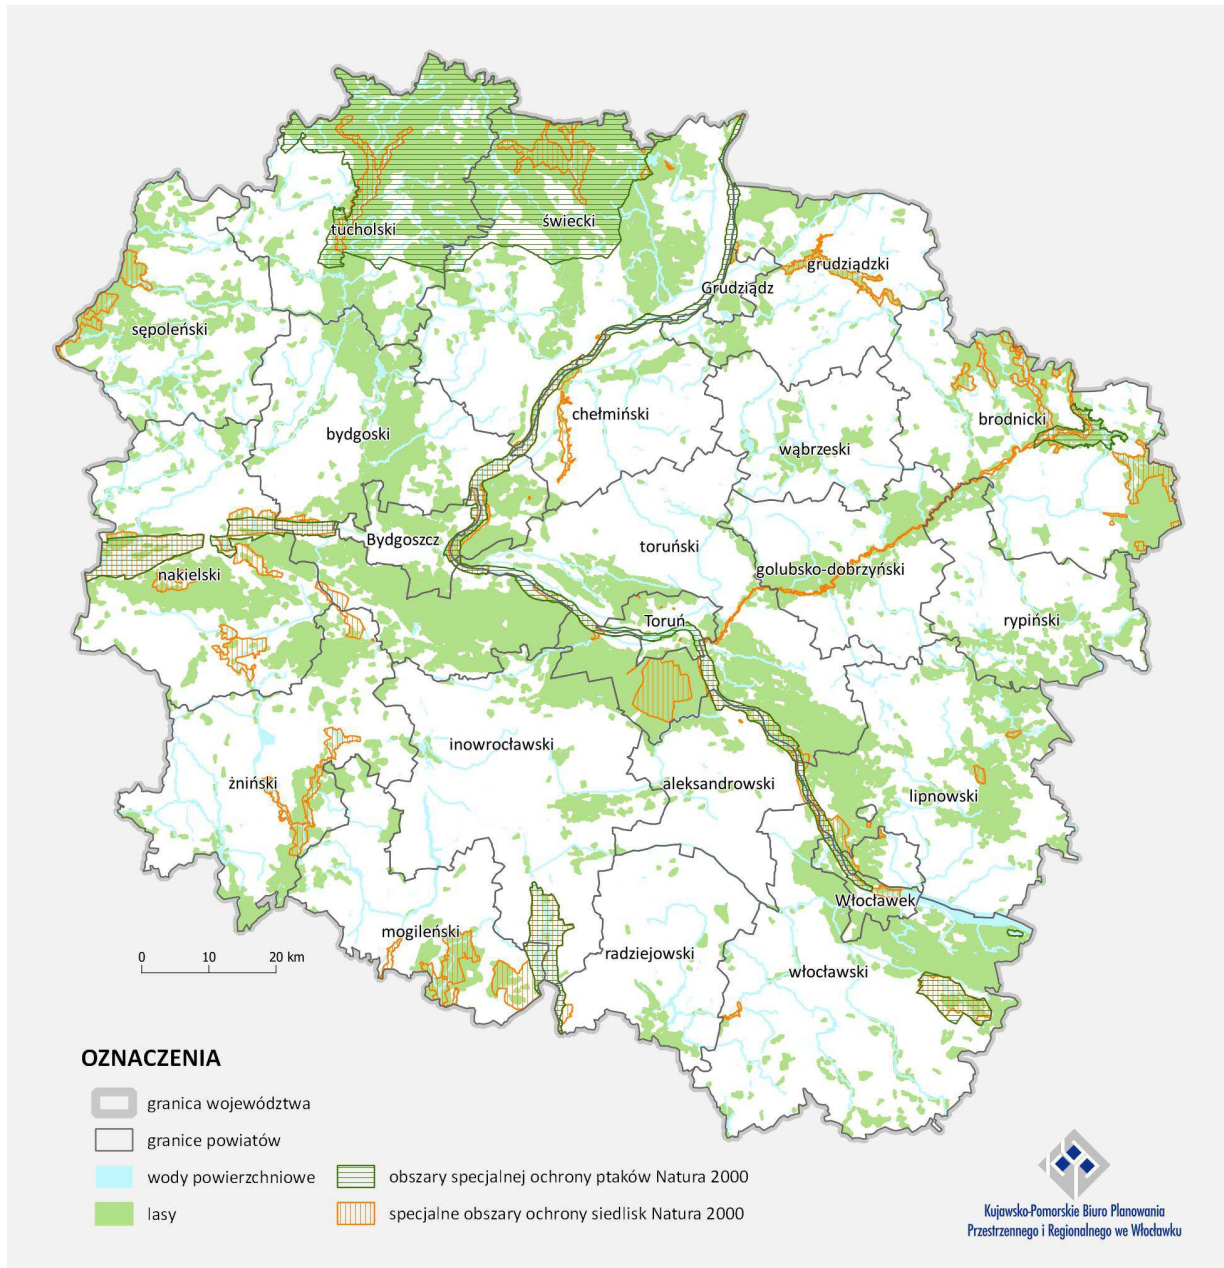 tucholski
świecki
grudziądzki
Grudziądz
sępoleński
chełmiński
brodnicki
bydgoski
wąbrzeski
Bydgoszcz
toruński
golubsko-dobrzyński
nakielski
Toruń
rypiński
inowrocławski
żniński
aleksandrowski
lipnowski
Włocławek
mogileński
radziejowski
włocławski
0 10 20 km
OZNACZENIA
granica województwa
granice powiatów
wody powierzchniowe
lasy
obszary specjalnej ochrony ptaków Natura 2000
specjalne obszary ochrony siedlisk Natura 2000
Kujawsko-Pomorskie Biuro Planowania
Przestrzennego i Regionalnego we Włocławku